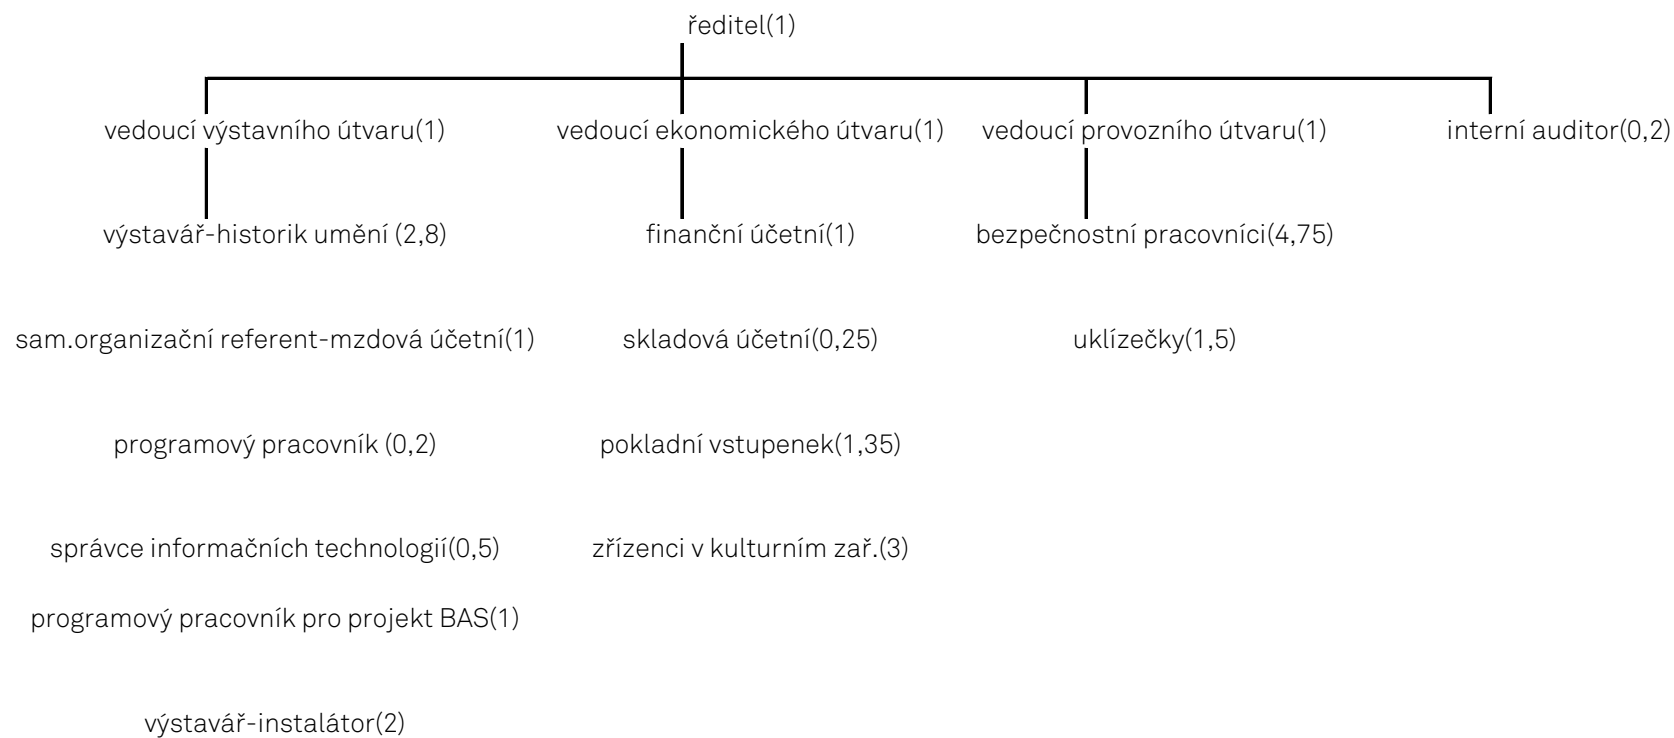 ředitel(1)
vedoucí výstavního útvaru(1)
vedoucí ekonomického útvaru(1)
vedoucí provozního útvaru(1)
interní auditor(0,2)
výstavář-historik umění (2,8)
finanční účetní(1)
bezpečnostní pracovníci(4,75)
sam.organizační referent-mzdová účetní(1)
skladová účetní(0,25)
uklízečky(1,5)
programový pracovník (0,2)
pokladní vstupenek(1,35)
správce informačních technologií(0,5)
zřízenci v kulturním zař.(3)
programový pracovník pro projekt BAS(1)
výstavář-instalátor(2)